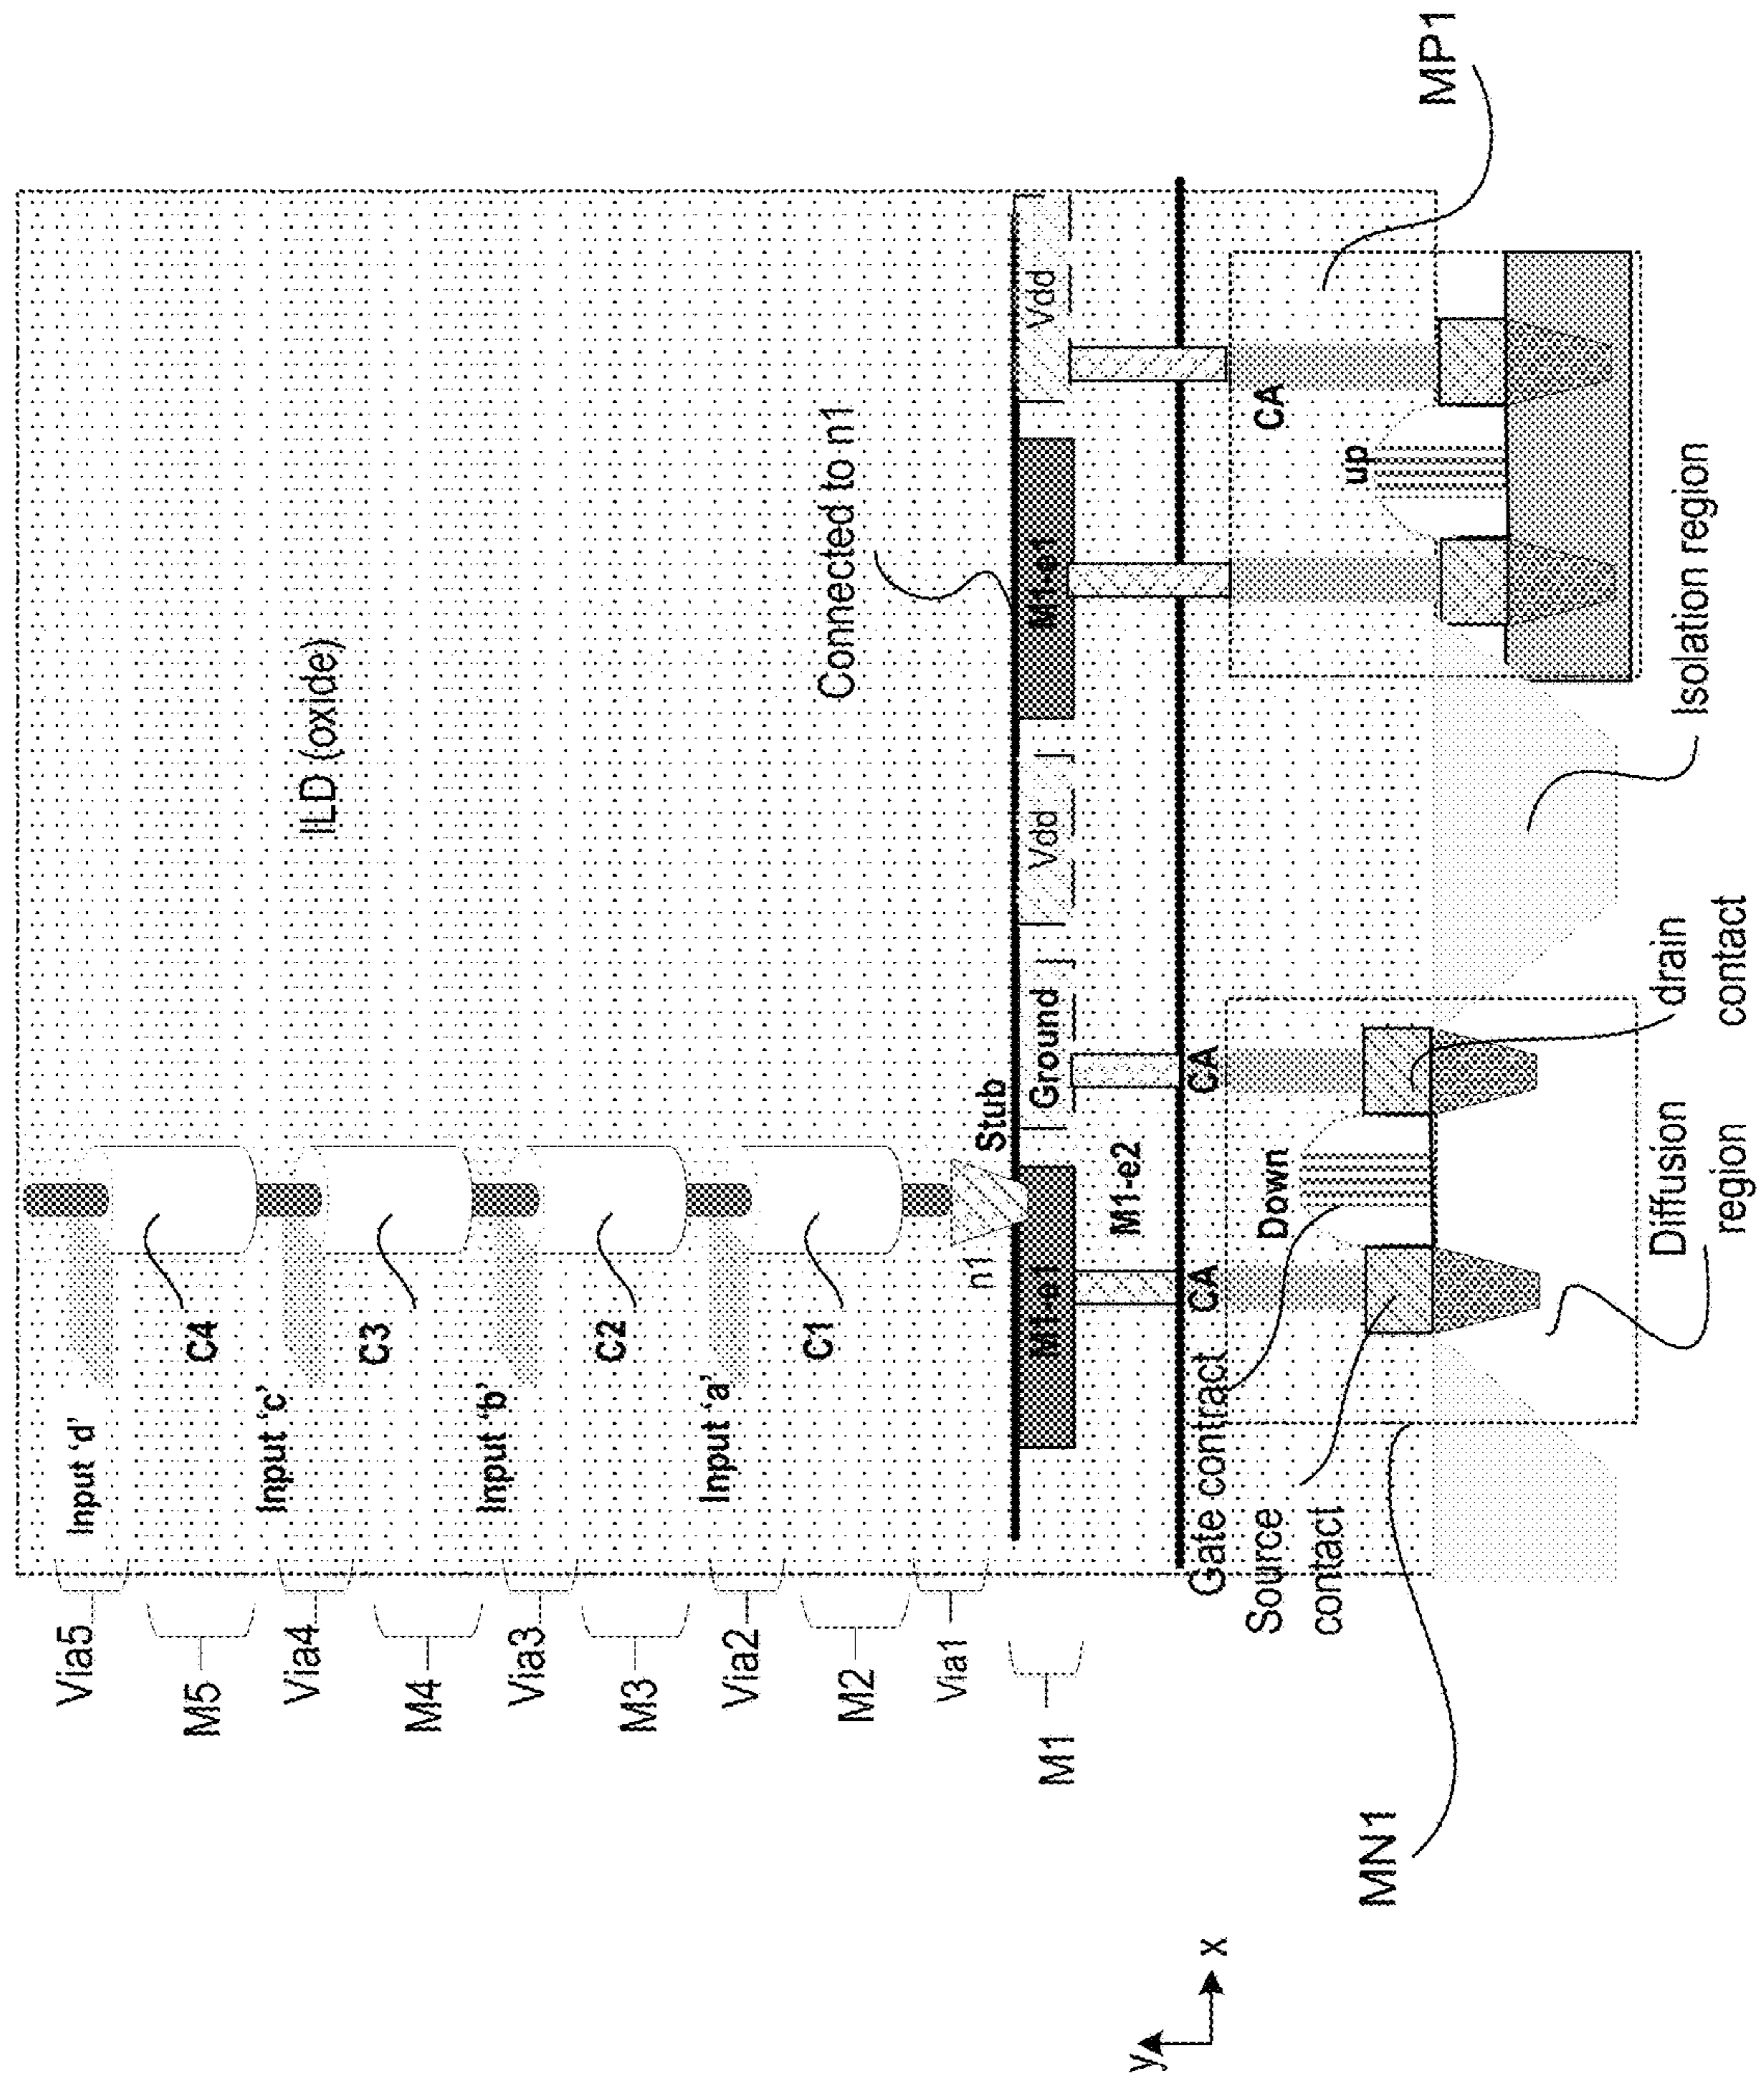 Via5
M5
Via4
M4
Via3
M3
Via2
M2
Via1
M1
Input 'd'
C4
Input 'c'
C3
Input 'b'
C2
Input 'a'
C1
ILD (oxide)
Connected to n1
n1
Stub
M1-e1
Ground
Vdd
M1-e1
Vdd
M1-e2
CA
CA
Gate contract
Source
contact
Down
up
CA
MP1
MN1
Diffusion
region
drain
contact
Isolation region
y
x